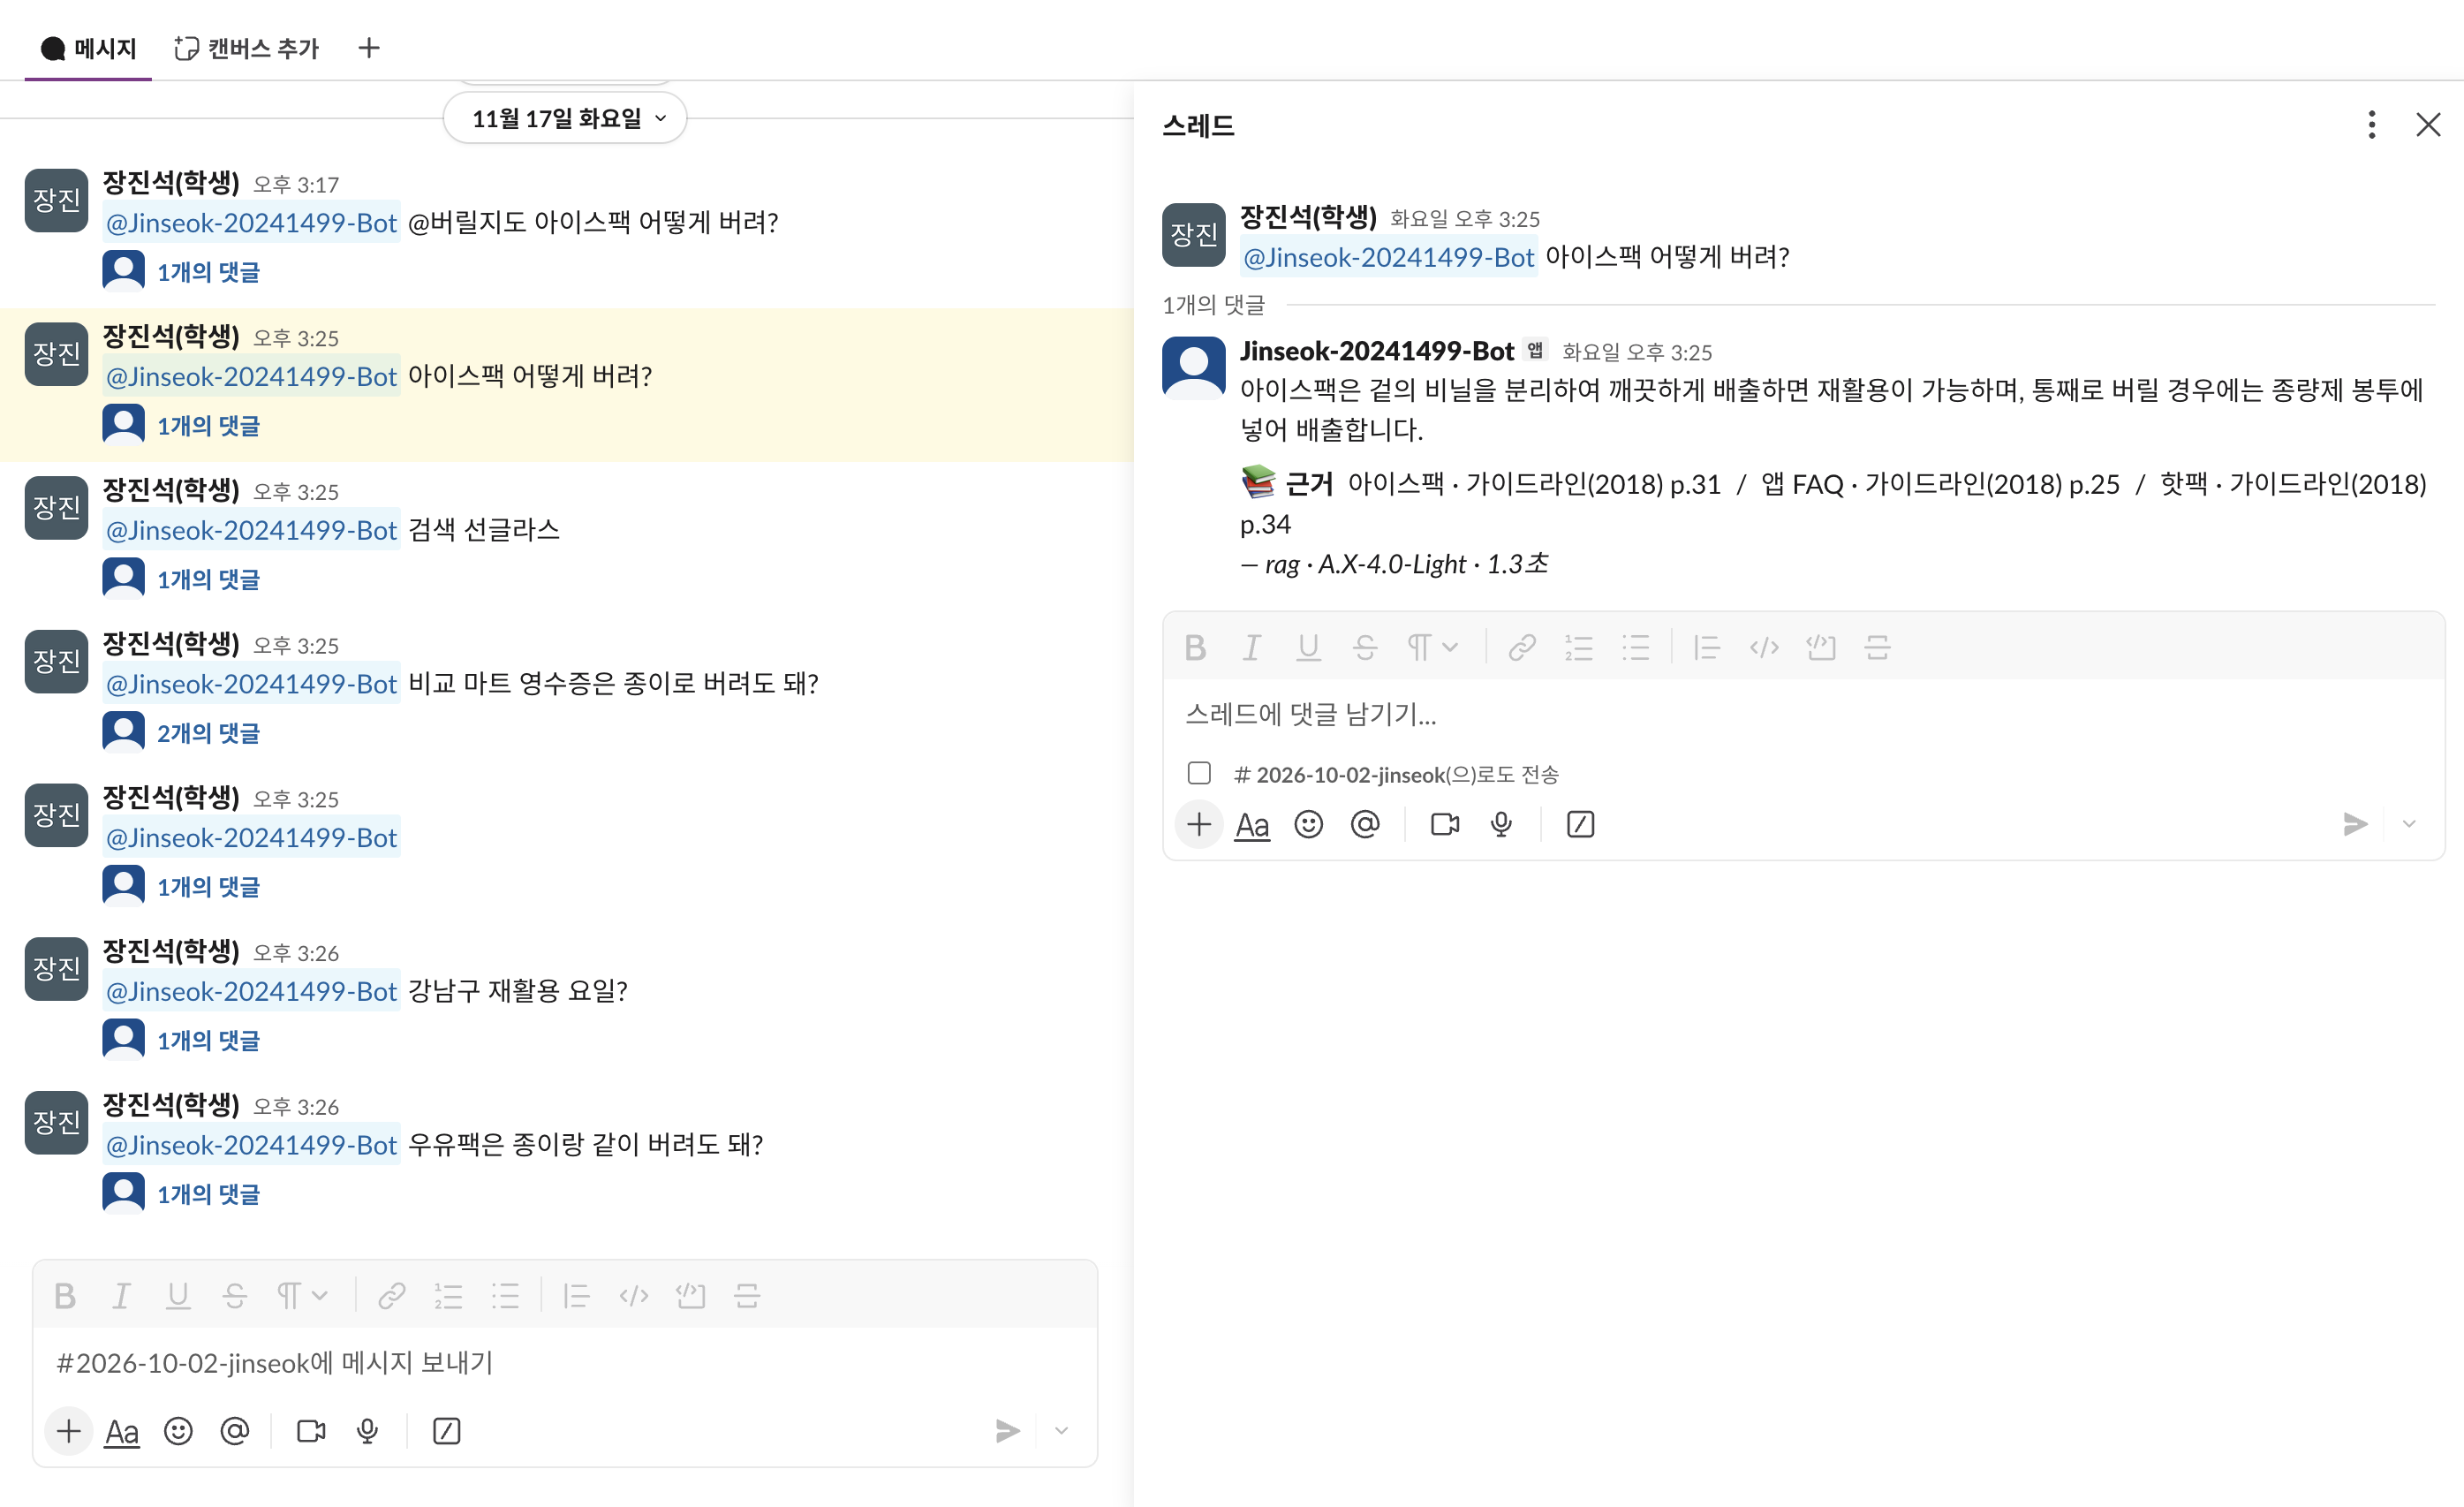 메시지
캔버스 추가
11월 17일 화요일
장진
장진석(학생) 오후 3:17
@Jinseok-20241499-Bot @버릴지도 아이스팩 어떻게 버려?
1개의 댓글
장진
장진석(학생) 오후 3:25
@Jinseok-20241499-Bot 아이스팩 어떻게 버려?
1개의 댓글
장진
장진석(학생) 오후 3:25
@Jinseok-20241499-Bot 검색 선글라스
1개의 댓글
장진
장진석(학생) 오후 3:25
@Jinseok-20241499-Bot 비교 마트 영수증은 종이로 버려도 돼?
2개의 댓글
장진
장진석(학생) 오후 3:25
@Jinseok-20241499-Bot
1개의 댓글
장진
장진석(학생) 오후 3:26
@Jinseok-20241499-Bot 강남구 재활용 요일?
1개의 댓글
장진
장진석(학생) 오후 3:26
@Jinseok-20241499-Bot 우유팩은 종이랑 같이 버려도 돼?
1개의 댓글
#2026-10-02-jinseok에 메시지 보내기
Aa
스레드
장진
장진석(학생) 화요일 오후 3:25
@Jinseok-20241499-Bot 아이스팩 어떻게 버려?
1개의 댓글
Jinseok-20241499-Bot 앱 화요일 오후 3:25
아이스팩은 겉의 비닐을 분리하여 깨끗하게 배출하면 재활용이 가능하며, 통째로 버릴 경우에는 종량제 봉투에
넣어 배출합니다.
근거 아이스팩 · 가이드라인(2018) p.31 / 앱 FAQ · 가이드라인(2018) p.25 / 핫팩 · 가이드라인(2018)
p.34
— rag · A.X-4.0-Light · 1.3초
스레드에 댓글 남기기...
# 2026-10-02-jinseok(으)로도 전송
Aa